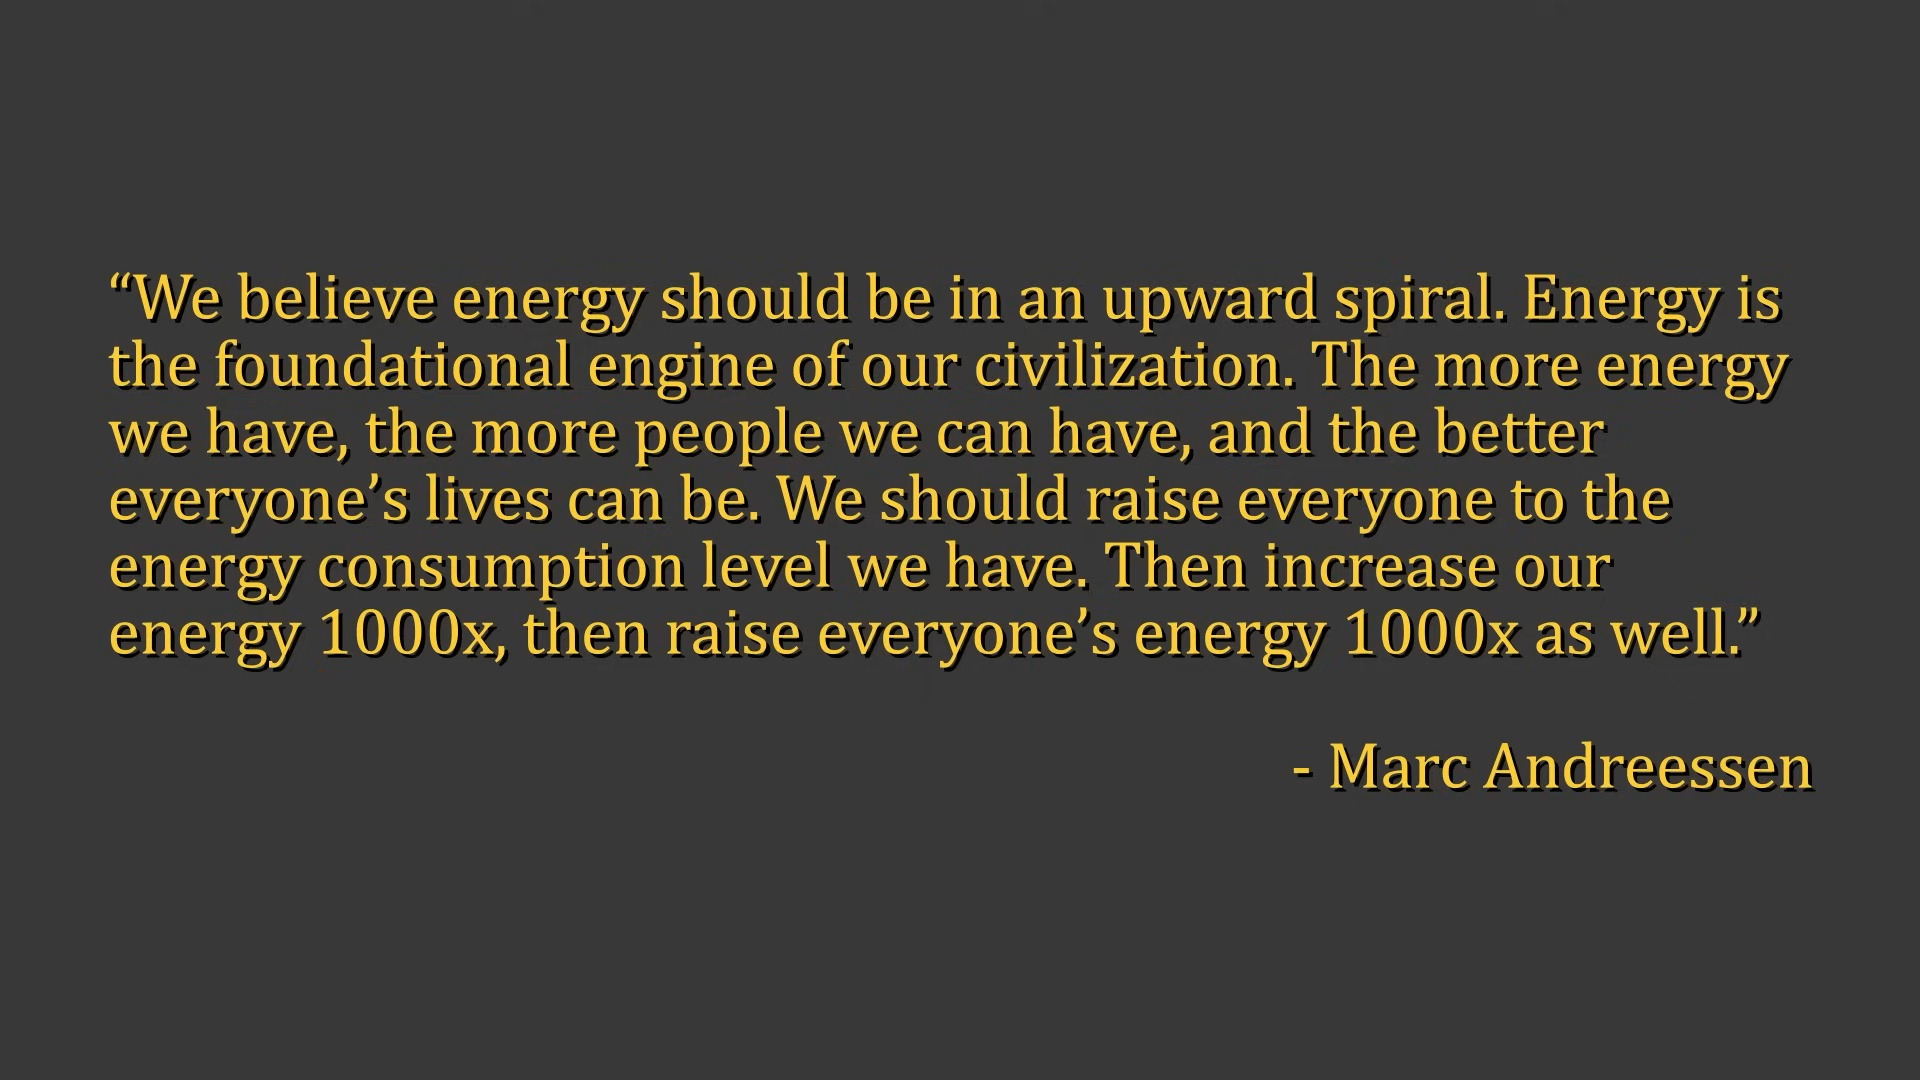 “We believe energy should be in an upward spiral. Energy is
the foundational engine of our civilization. The more energy
we have, the more people we can have, and the better
everyone’s lives can be. We should raise everyone to the
energy consumption level we have. Then increase our
energy 1000x, then raise everyone’s energy 1000x as well.”
- Marc Andreessen